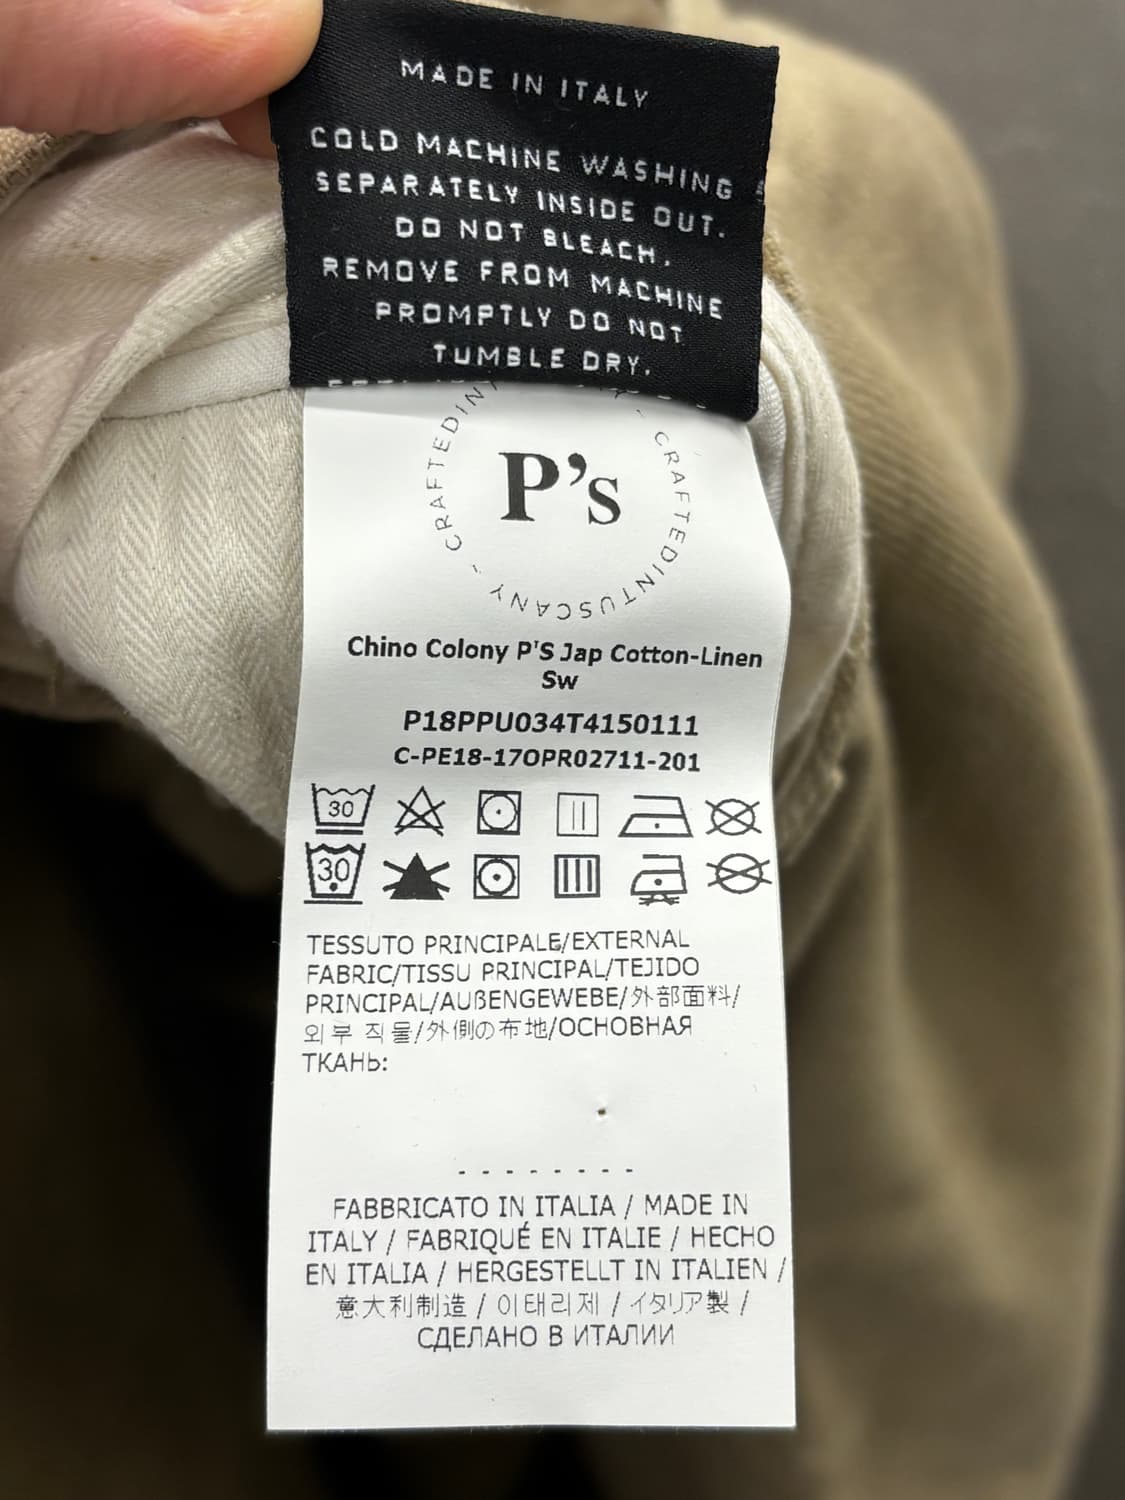 MADE IN ITALY
COLD MACHINE WASHING
SEPARATELY INSIDE OUT.
DO NOT BLEACH.
REMOVE FROM MACHINE
PROMPTLY DO NOT
TUMBLE DRY.
CRAFTEDIN
- CRAFTEDINTUSCANY -
P's
Chino Colony P'S Jap Cotton-Linen
Sw
P18PPU034T4150111
C-PE18-17OPR02711-201
30
30
TESSUTO PRINCIPALE/EXTERNAL
FABRIC/TISSU PRINCIPAL/TEJIDO
PRINCIPAL/AUßENGEWEBE/外部面料/
외부 직물/外側の布地/ОСНОВНАЯ
ТКАНЬ:
- - - - - - - -
FABBRICATO IN ITALIA / MADE IN
ITALY / FABRIQUÉ EN ITALIE / HECHO
EN ITALIA / HERGESTELLT IN ITALIEN /
意大利制造 / 이태리제 / イタリア製 /
СДЕЛАНО В ИТАЛИИ